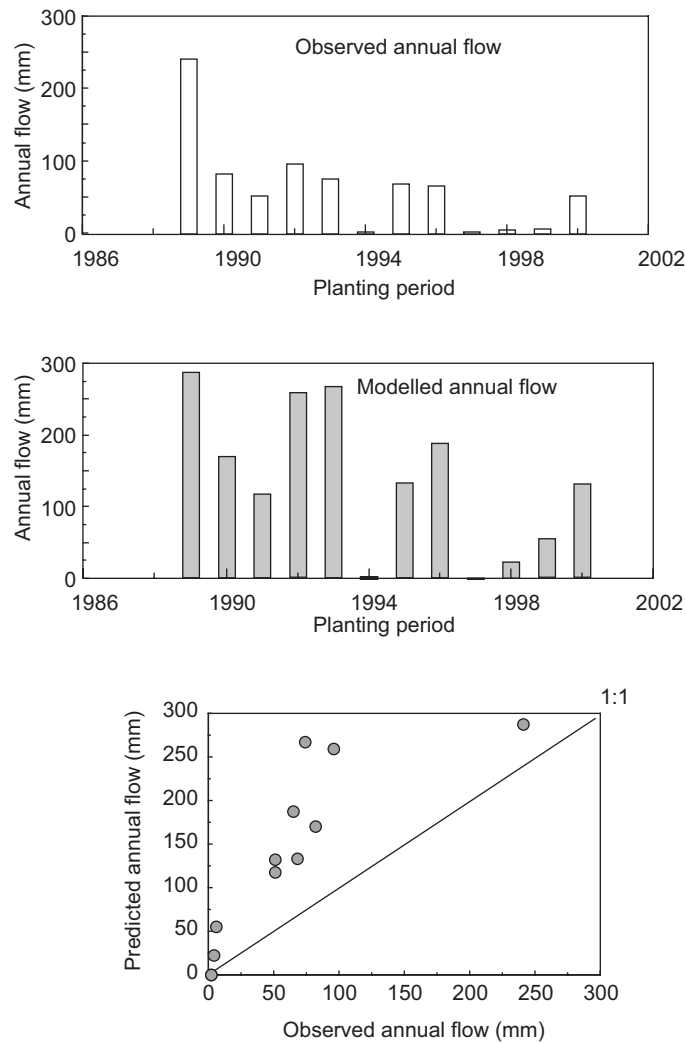 300
Observed annual flow
200
100
0
Annual flow (mm)
1986 1990 1994 1998 2002
Planting period
300
Modelled annual flow
200
100
0
Annual flow (mm)
1986 1990 1994 1998 2002
Planting period
1:1
300
250
200
150
100
50
0
Predicted annual flow (mm)
0 50 100 150 200 250 300
Observed annual flow (mm)